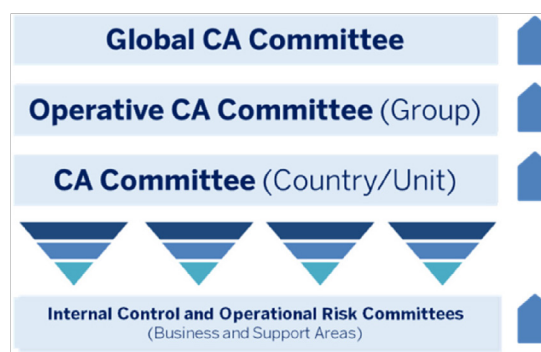 Global CA Committee
Operative CA Committee (Group)
CA Committee (Country/Unit)
Internal Control and Operational Risk Committees
(Business and Support Areas)